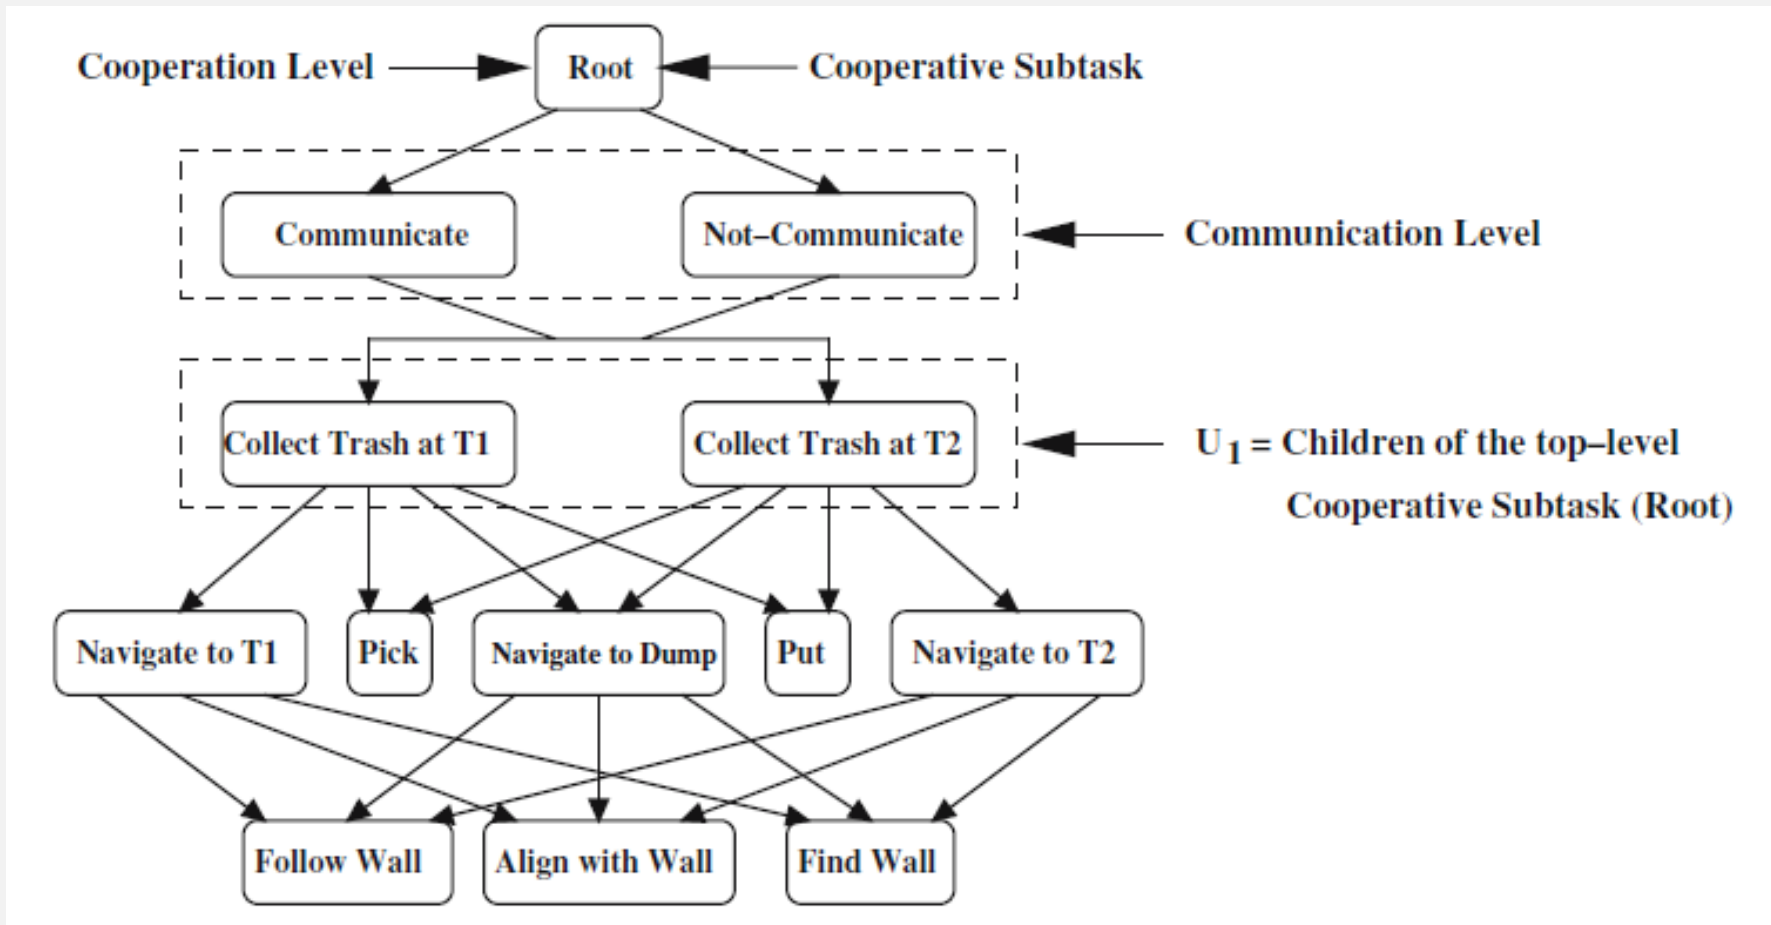 Cooperation Level
Root
Cooperative Subtask
Communicate
Not–Communicate
Communication Level
Collect Trash at T1
Collect Trash at T2
U1 = Children of the top–level
Cooperative Subtask (Root)
Navigate to T1
Pick
Navigate to Dump
Put
Navigate to T2
Follow Wall
Align with Wall
Find Wall